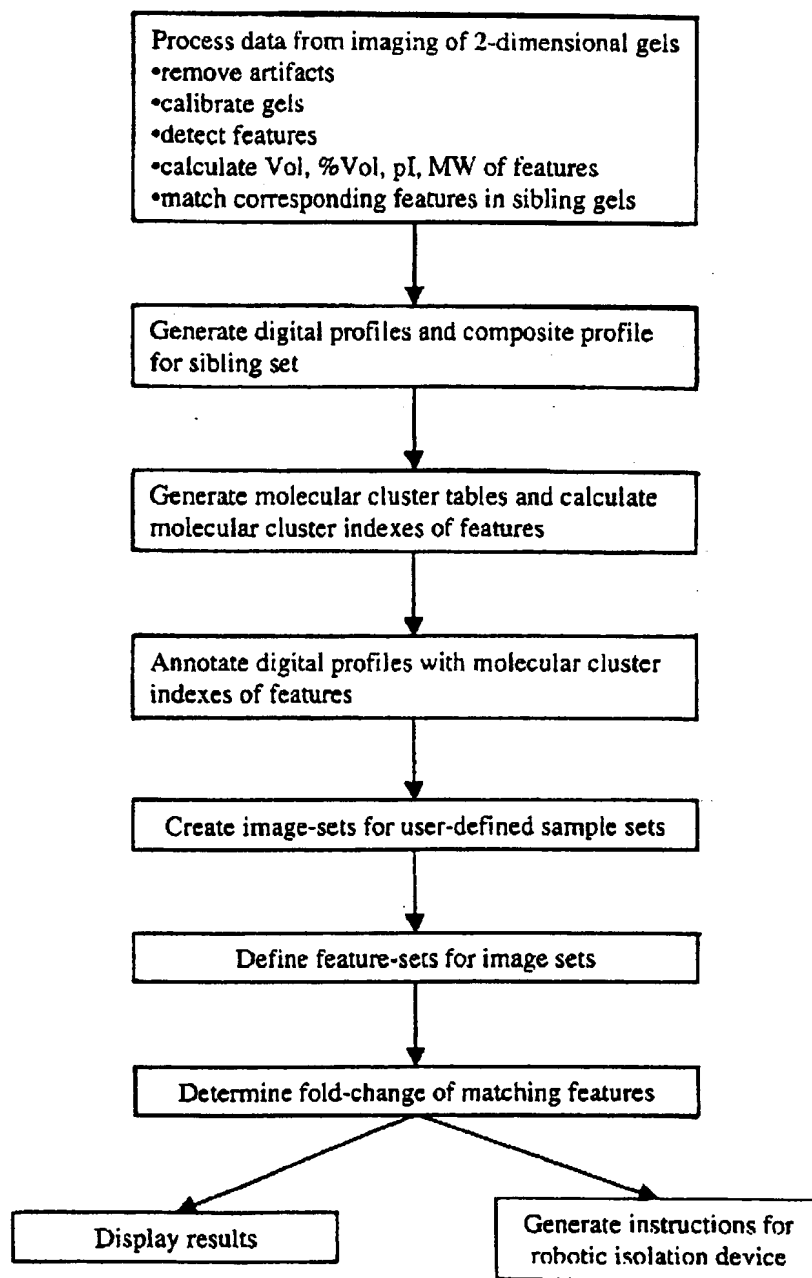 Process data from imaging of 2-dimensional gels
•remove artifacts
•calibrate gels
•detect features
•calculate Vol, %Vol, pI, MW of features
•match corresponding features in sibling gels
Generate digital profiles and composite profile
for sibling set
Generate molecular cluster tables and calculate
molecular cluster indexes of features
Annotate digital profiles with molecular cluster
indexes of features
Create image-sets for user-defined sample sets
Define feature-sets for image sets
Determine fold-change of matching features
Display results
Generate instructions for
robotic isolation device